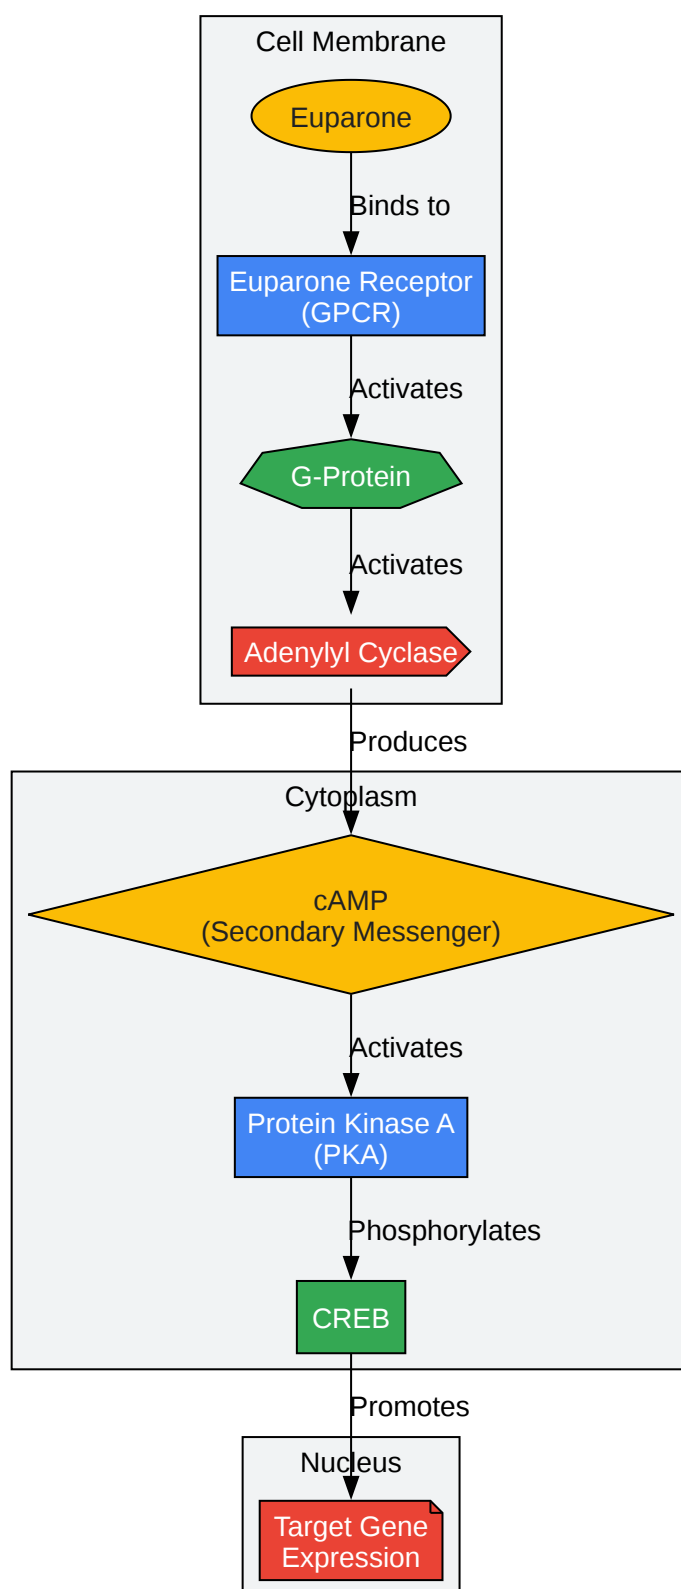 Cell Membrane
Euparone
Binds to
Euparone Receptor
(GPCR)
Activates
G-Protein
Activates
Adenylyl Cyclase
Produces
Cytoplasm
cAMP
(Secondary Messenger)
Activates
Protein Kinase A
(PKA)
Phosphorylates
CREB
Promotes
Nucleus
Target Gene
Expression